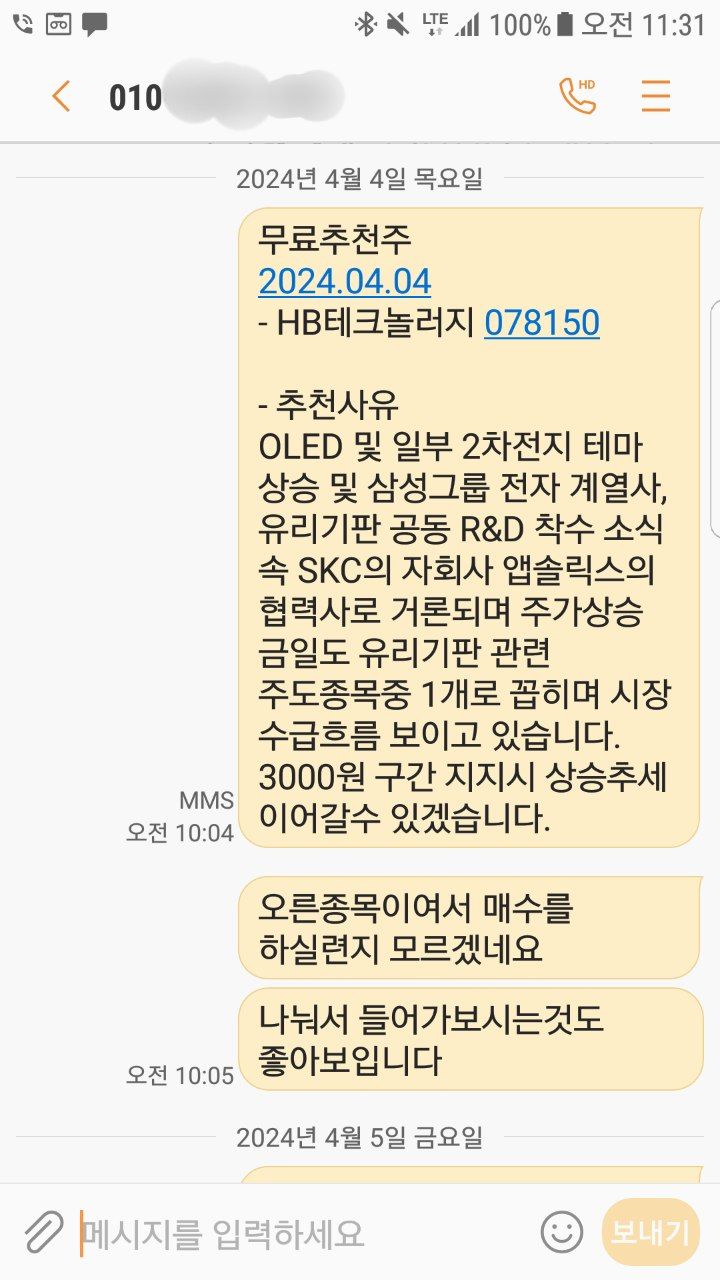 LTE 100% 오전 11:31
010
HD
2024년 4월 4일 목요일
무료추천주
2024.04.04
- HB테크놀러지 078150
- 추천사유
OLED 및 일부 2차전지 테마
상승 및 삼성그룹 전자 계열사,
유리기판 공동 R&D 착수 소식
속 SKC의 자회사 앱솔릭스의
협력사로 거론되며 주가상승
금일도 유리기판 관련
주도종목중 1개로 꼽히며 시장
수급흐름 보이고 있습니다.
3000원 구간 지지시 상승추세
이어갈수 있겠습니다.
MMS
오전 10:04
오른종목이여서 매수를
하실련지 모르겠네요
나눠서 들어가보시는것도
좋아보입니다
오전 10:05
2024년 4월 5일 금요일
메시지를 입력하세요
보내기